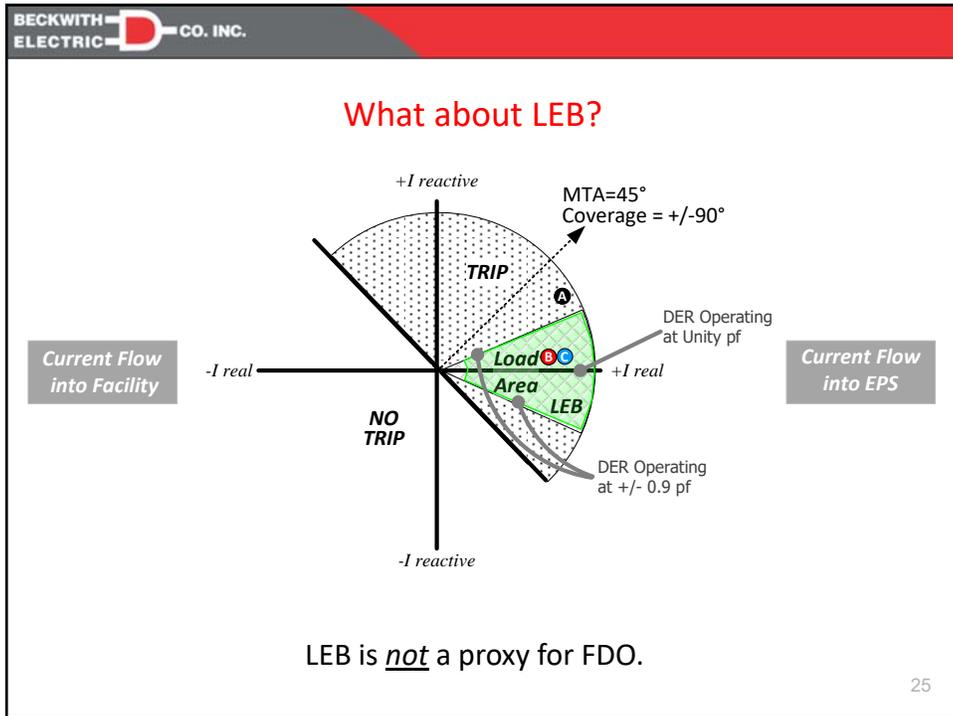 BECKWITH
ELECTRIC
CO. INC.
What about LEB?
+I reactive
MTA=45°
Coverage = +/-90°
TRIP
A
DER Operating
at Unity pf
Current Flow
into Facility
-I real
Load B C
Area
+I real
Current Flow
into EPS
LEB
NO
TRIP
DER Operating
at +/- 0.9 pf
-I reactive
LEB is not a proxy for FDO.
25